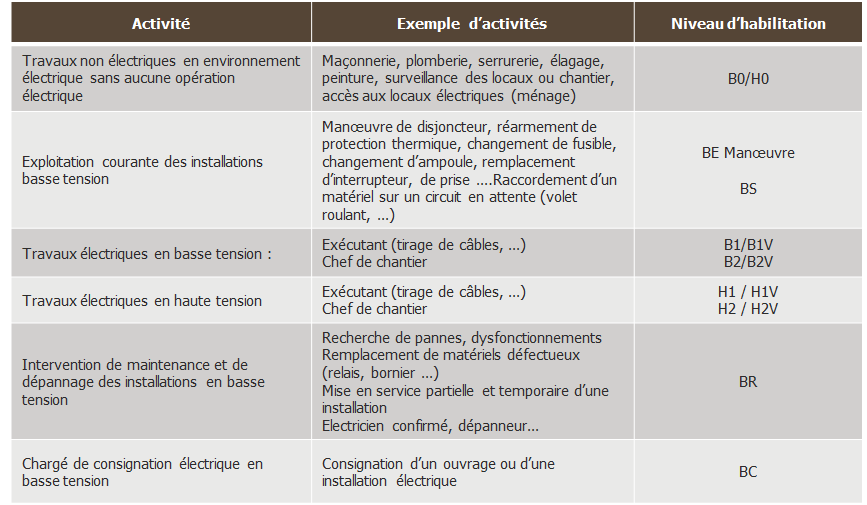 Activité
Exemple d'activités
Niveau d'habilitation
Travaux non électriques en environnement
électrique sans aucune opération
électrique
Maçonnerie, plomberie, serrurerie, élagage,
peinture, surveillance des locaux ou chantier,
accès aux locaux électriques (ménage)
B0/H0
Exploitation courante des installations
basse tension
Manœuvre de disjoncteur, réarmement de
protection thermique, changement de fusible,
changement d'ampoule, remplacement
d'interrupteur, de prise ....Raccordement d'un
matériel sur un circuit en attente (volet
roulant, ...)
BE Manœuvre
BS
Travaux électriques en basse tension :
Exécutant (tirage de câbles, ...)
Chef de chantier
B1/B1V
B2/B2V
Travaux électriques en haute tension
Exécutant (tirage de câbles, ...)
Chef de chantier
H1 / H1V
H2 / H2V
Intervention de maintenance et de
dépannage des installations en basse
tension
Recherche de pannes, dysfonctionnements
Remplacement de matériels défectueux
(relais, bornier ...)
Mise en service partielle et temporaire d'une
installation
Electricien confirmé, dépanneur...
BR
Chargé de consignation électrique en
basse tension
Consignation d'un ouvrage ou d'une
installation électrique
BC